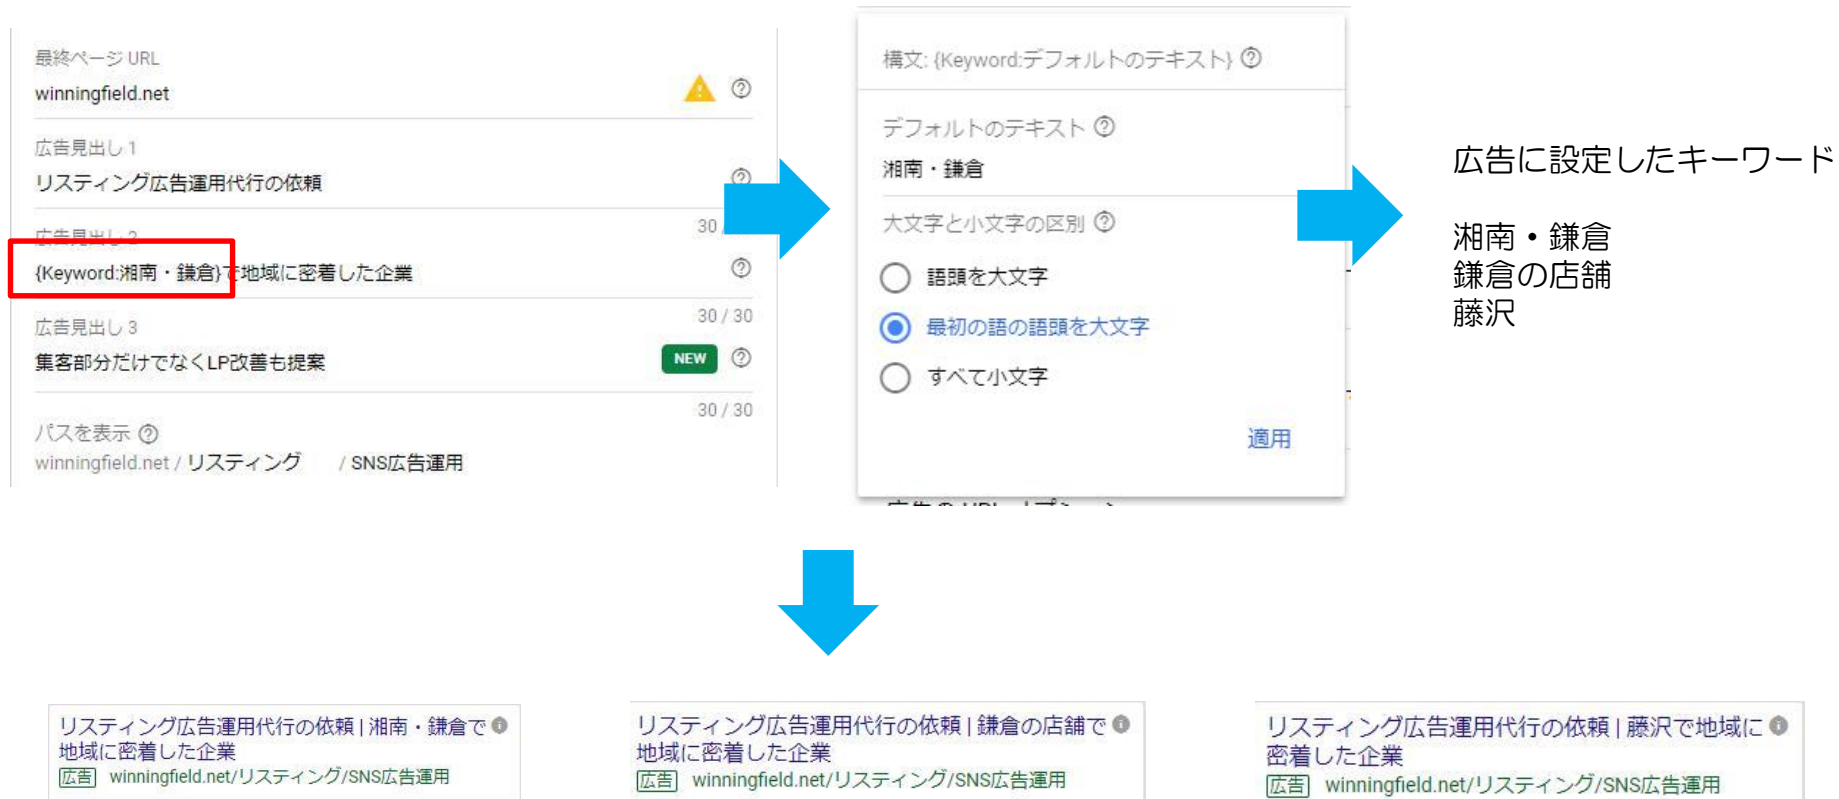 最終ページ URL
winningfield.net
広告見出し 1
リスティング広告運用代行の依頼
30 /
広告見出し 2
{Keyword:湘南・鎌倉}で地域に密着した企業
30 / 30
広告見出し 3
集客部分だけでなくLP改善も提案
NEW
30 / 30
パスを表示
winningfield.net / リスティング / SNS広告運用
構文: {Keyword:デフォルトのテキスト}
デフォルトのテキスト
湘南・鎌倉
大文字と小文字の区別
語頭を大文字
最初の語の語頭を大文字
すべて小文字
適用
広告に設定したキーワード
湘南・鎌倉
鎌倉の店舗
藤沢
リスティング広告運用代行の依頼 | 湘南・鎌倉で
地域に密着した企業
広告 winningfield.net/リスティング/SNS広告運用
リスティング広告運用代行の依頼 | 鎌倉の店舗で
地域に密着した企業
広告 winningfield.net/リスティング/SNS広告運用
リスティング広告運用代行の依頼 | 藤沢で地域に
密着した企業
広告 winningfield.net/リスティング/SNS広告運用